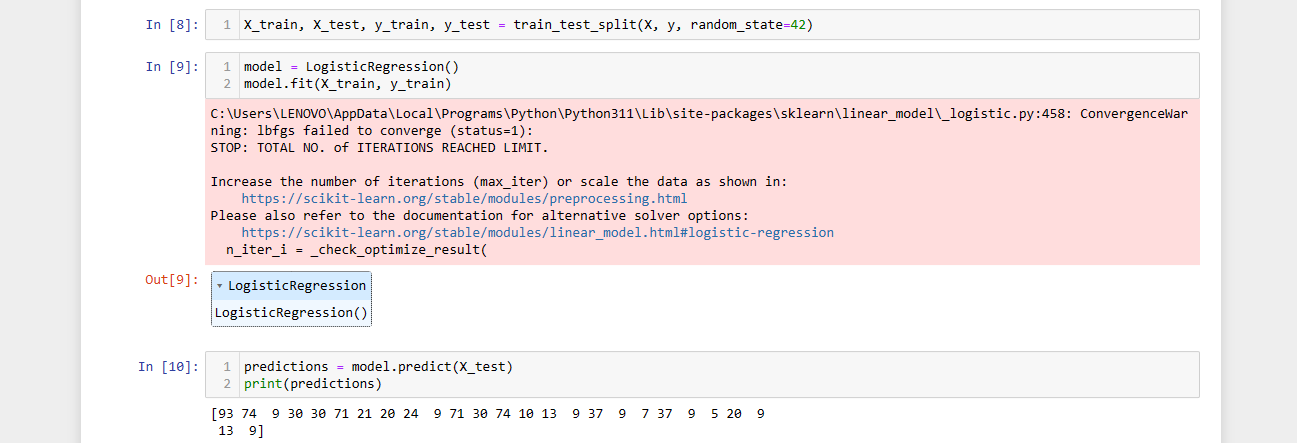 In [8]: 1 X_train, X_test, y_train, y_test = train_test_split(X, y, random_state=42)
In [9]: 1 model = LogisticRegression()
2 model.fit(X_train, y_train)
C:\Users\LENOVO\AppData\Local\Programs\Python\Python311\Lib\site-packages\sklearn\linear_model\_logistic.py:458: ConvergenceWar
ning: lbfgs failed to converge (status=1):
STOP: TOTAL NO. of ITERATIONS REACHED LIMIT.
Increase the number of iterations (max_iter) or scale the data as shown in:
https://scikit-learn.org/stable/modules/preprocessing.html
Please also refer to the documentation for alternative solver options:
https://scikit-learn.org/stable/modules/linear_model.html#logistic-regression
n_iter_i = _check_optimize_result(
Out[9]: ▾ LogisticRegression
LogisticRegression()
In [10]: 1 predictions = model.predict(X_test)
2 print(predictions)
[93 74  9 30 30 71 21 20 24  9 71 30 74 10 13  9 37  9  7 37  9  5 20  9
13  9]